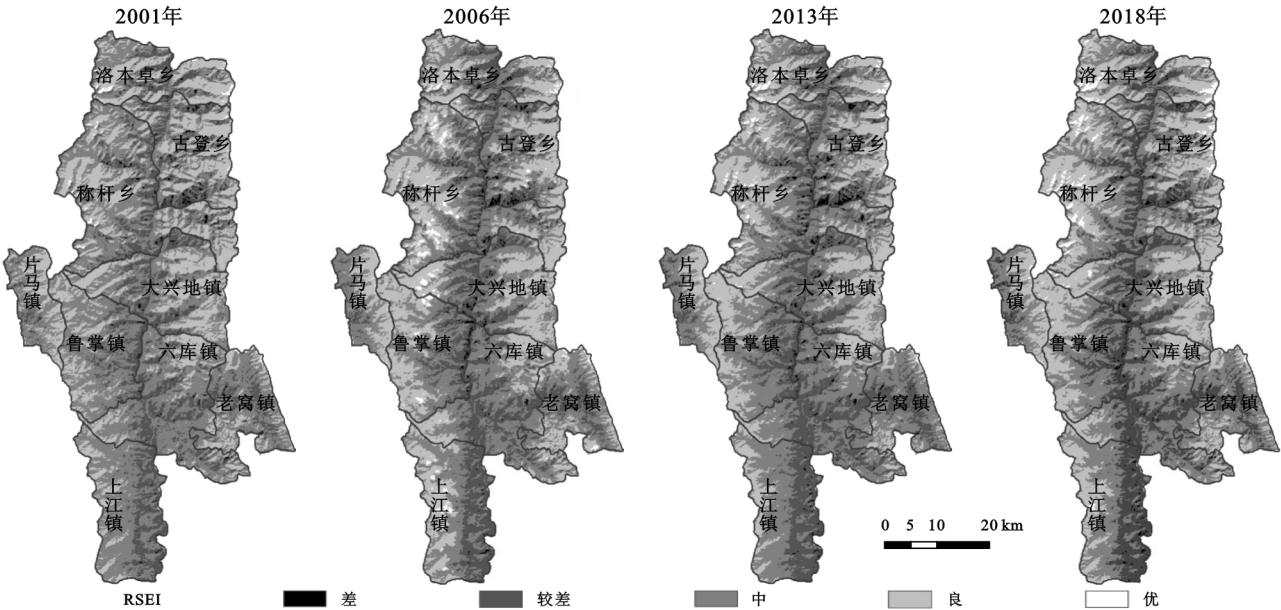 2001年
2006年
2013年
2018年
洛本卓乡
古登乡
称杆乡
片马镇
大兴地镇
鲁掌镇
六库镇
老窝镇
上江镇
洛本卓乡
古登乡
称杆乡
片马镇
大兴地镇
鲁掌镇
六库镇
老窝镇
上江镇
洛本卓乡
古登乡
称杆乡
片马镇
大兴地镇
鲁掌镇
六库镇
老窝镇
上江镇
洛本卓乡
古登乡
称杆乡
片马镇
大兴地镇
鲁掌镇
六库镇
老窝镇
上江镇
0 5 10 20 km
RSEI 差 较差 中 良 优